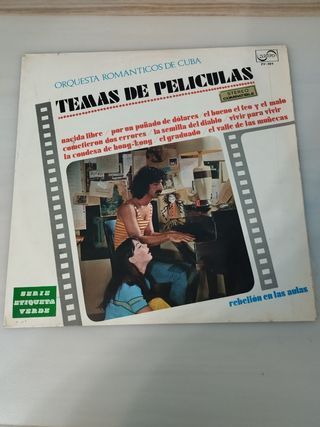 ORQUESTA ROMANTICOS DE CUBA
TEMAS DE PELICULAS
STEREO
nacida libre / por un puñado de dólares / el bueno el feo y el malo
cometieron dos errores / la semilla del diablo / vivir para vivir
la condesa de hong-kong / el graduado / el valle de las muñecas
rebelión en las aulas
SERIE
ETIQUETA
VERDE